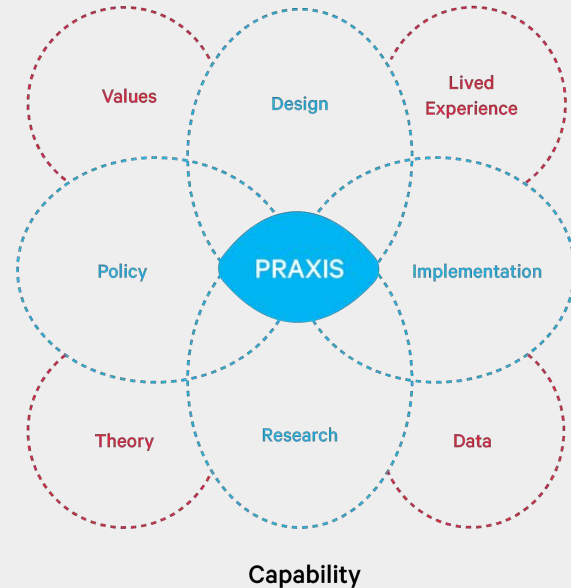 Values
Design
Lived
Experience
Policy
PRAXIS
Implementation
Theory
Research
Data
Capability